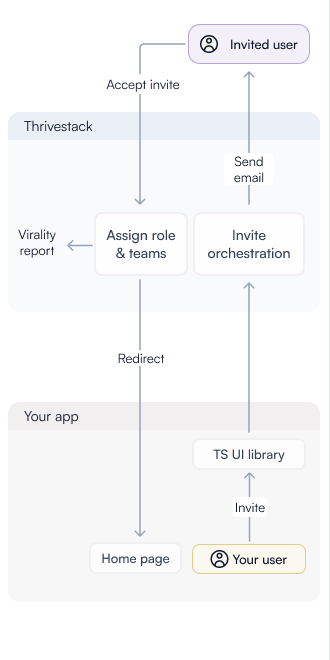 Invited user
Accept invite
Thrivestack
Send
email
Virality
report
Assign role
& teams
Invite
orchestration
Redirect
Your app
TS UI library
Invite
Home page
Your user